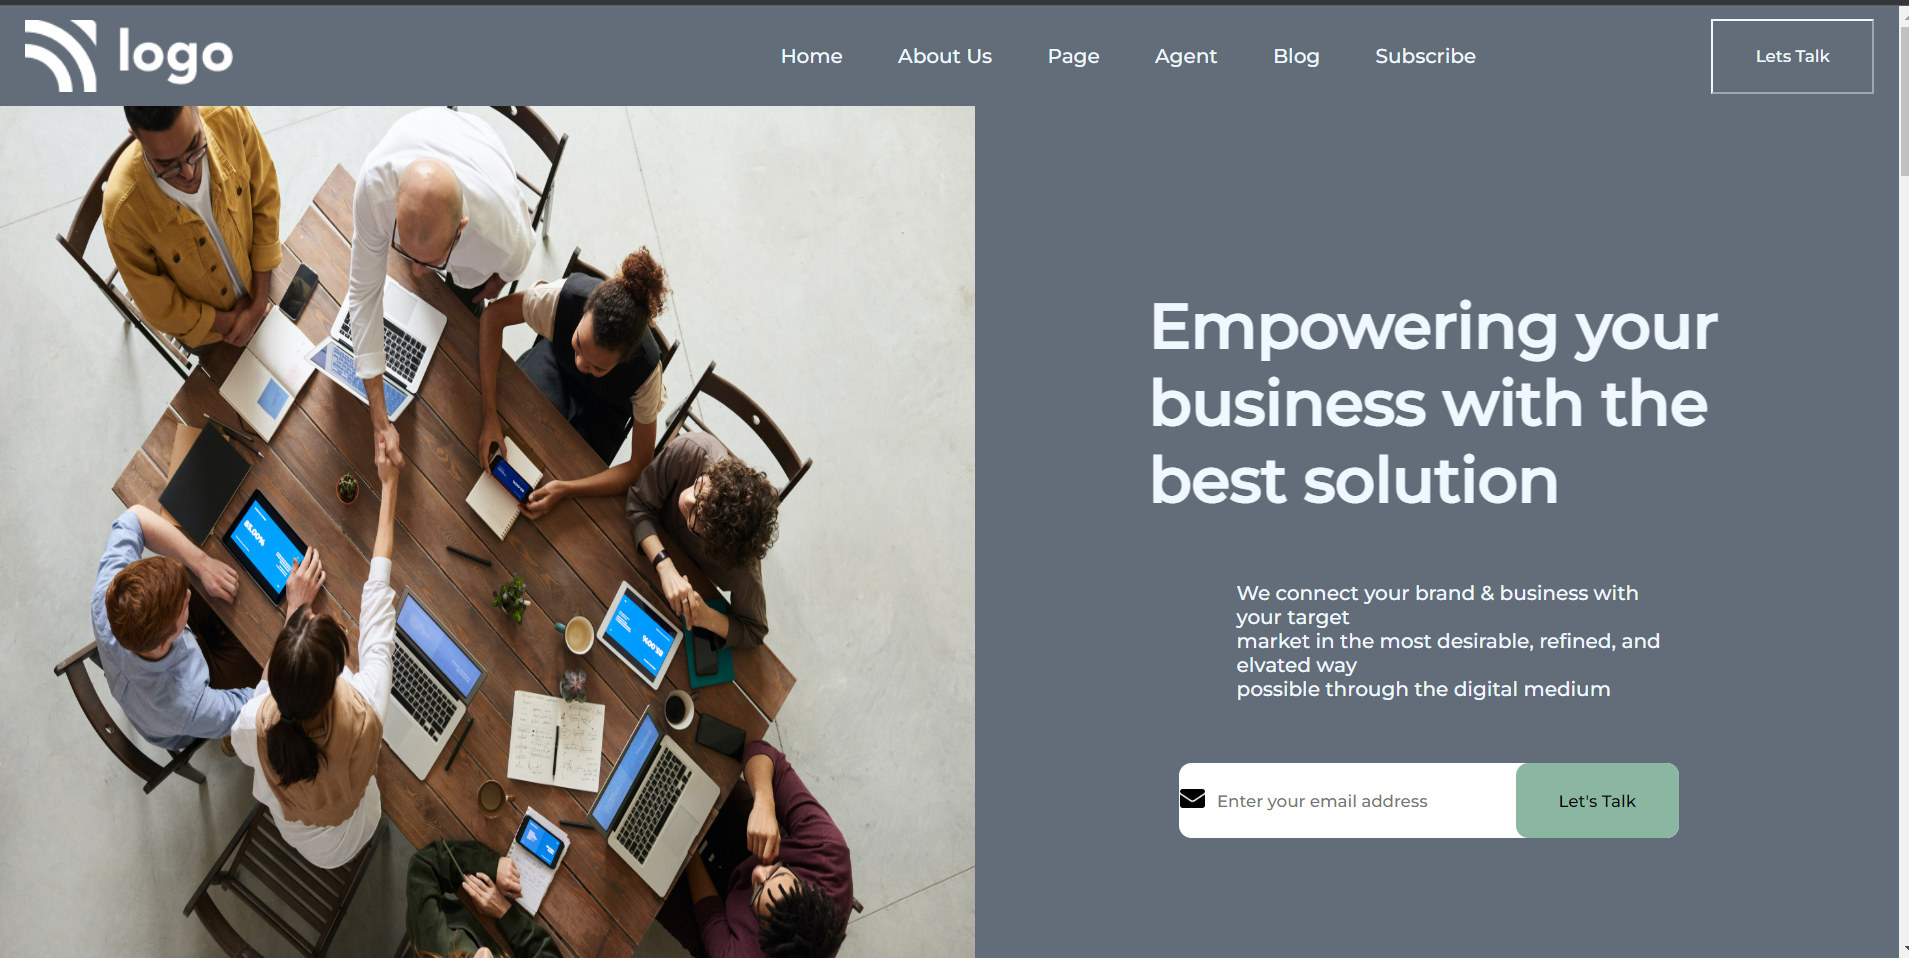 logo
Home About Us Page Agent Blog Subscribe
Lets Talk
Empowering your
business with the
best solution
We connect your brand & business with
your target
market in the most desirable, refined, and
elvated way
possible through the digital medium
Enter your email address
Let's Talk
88.00%